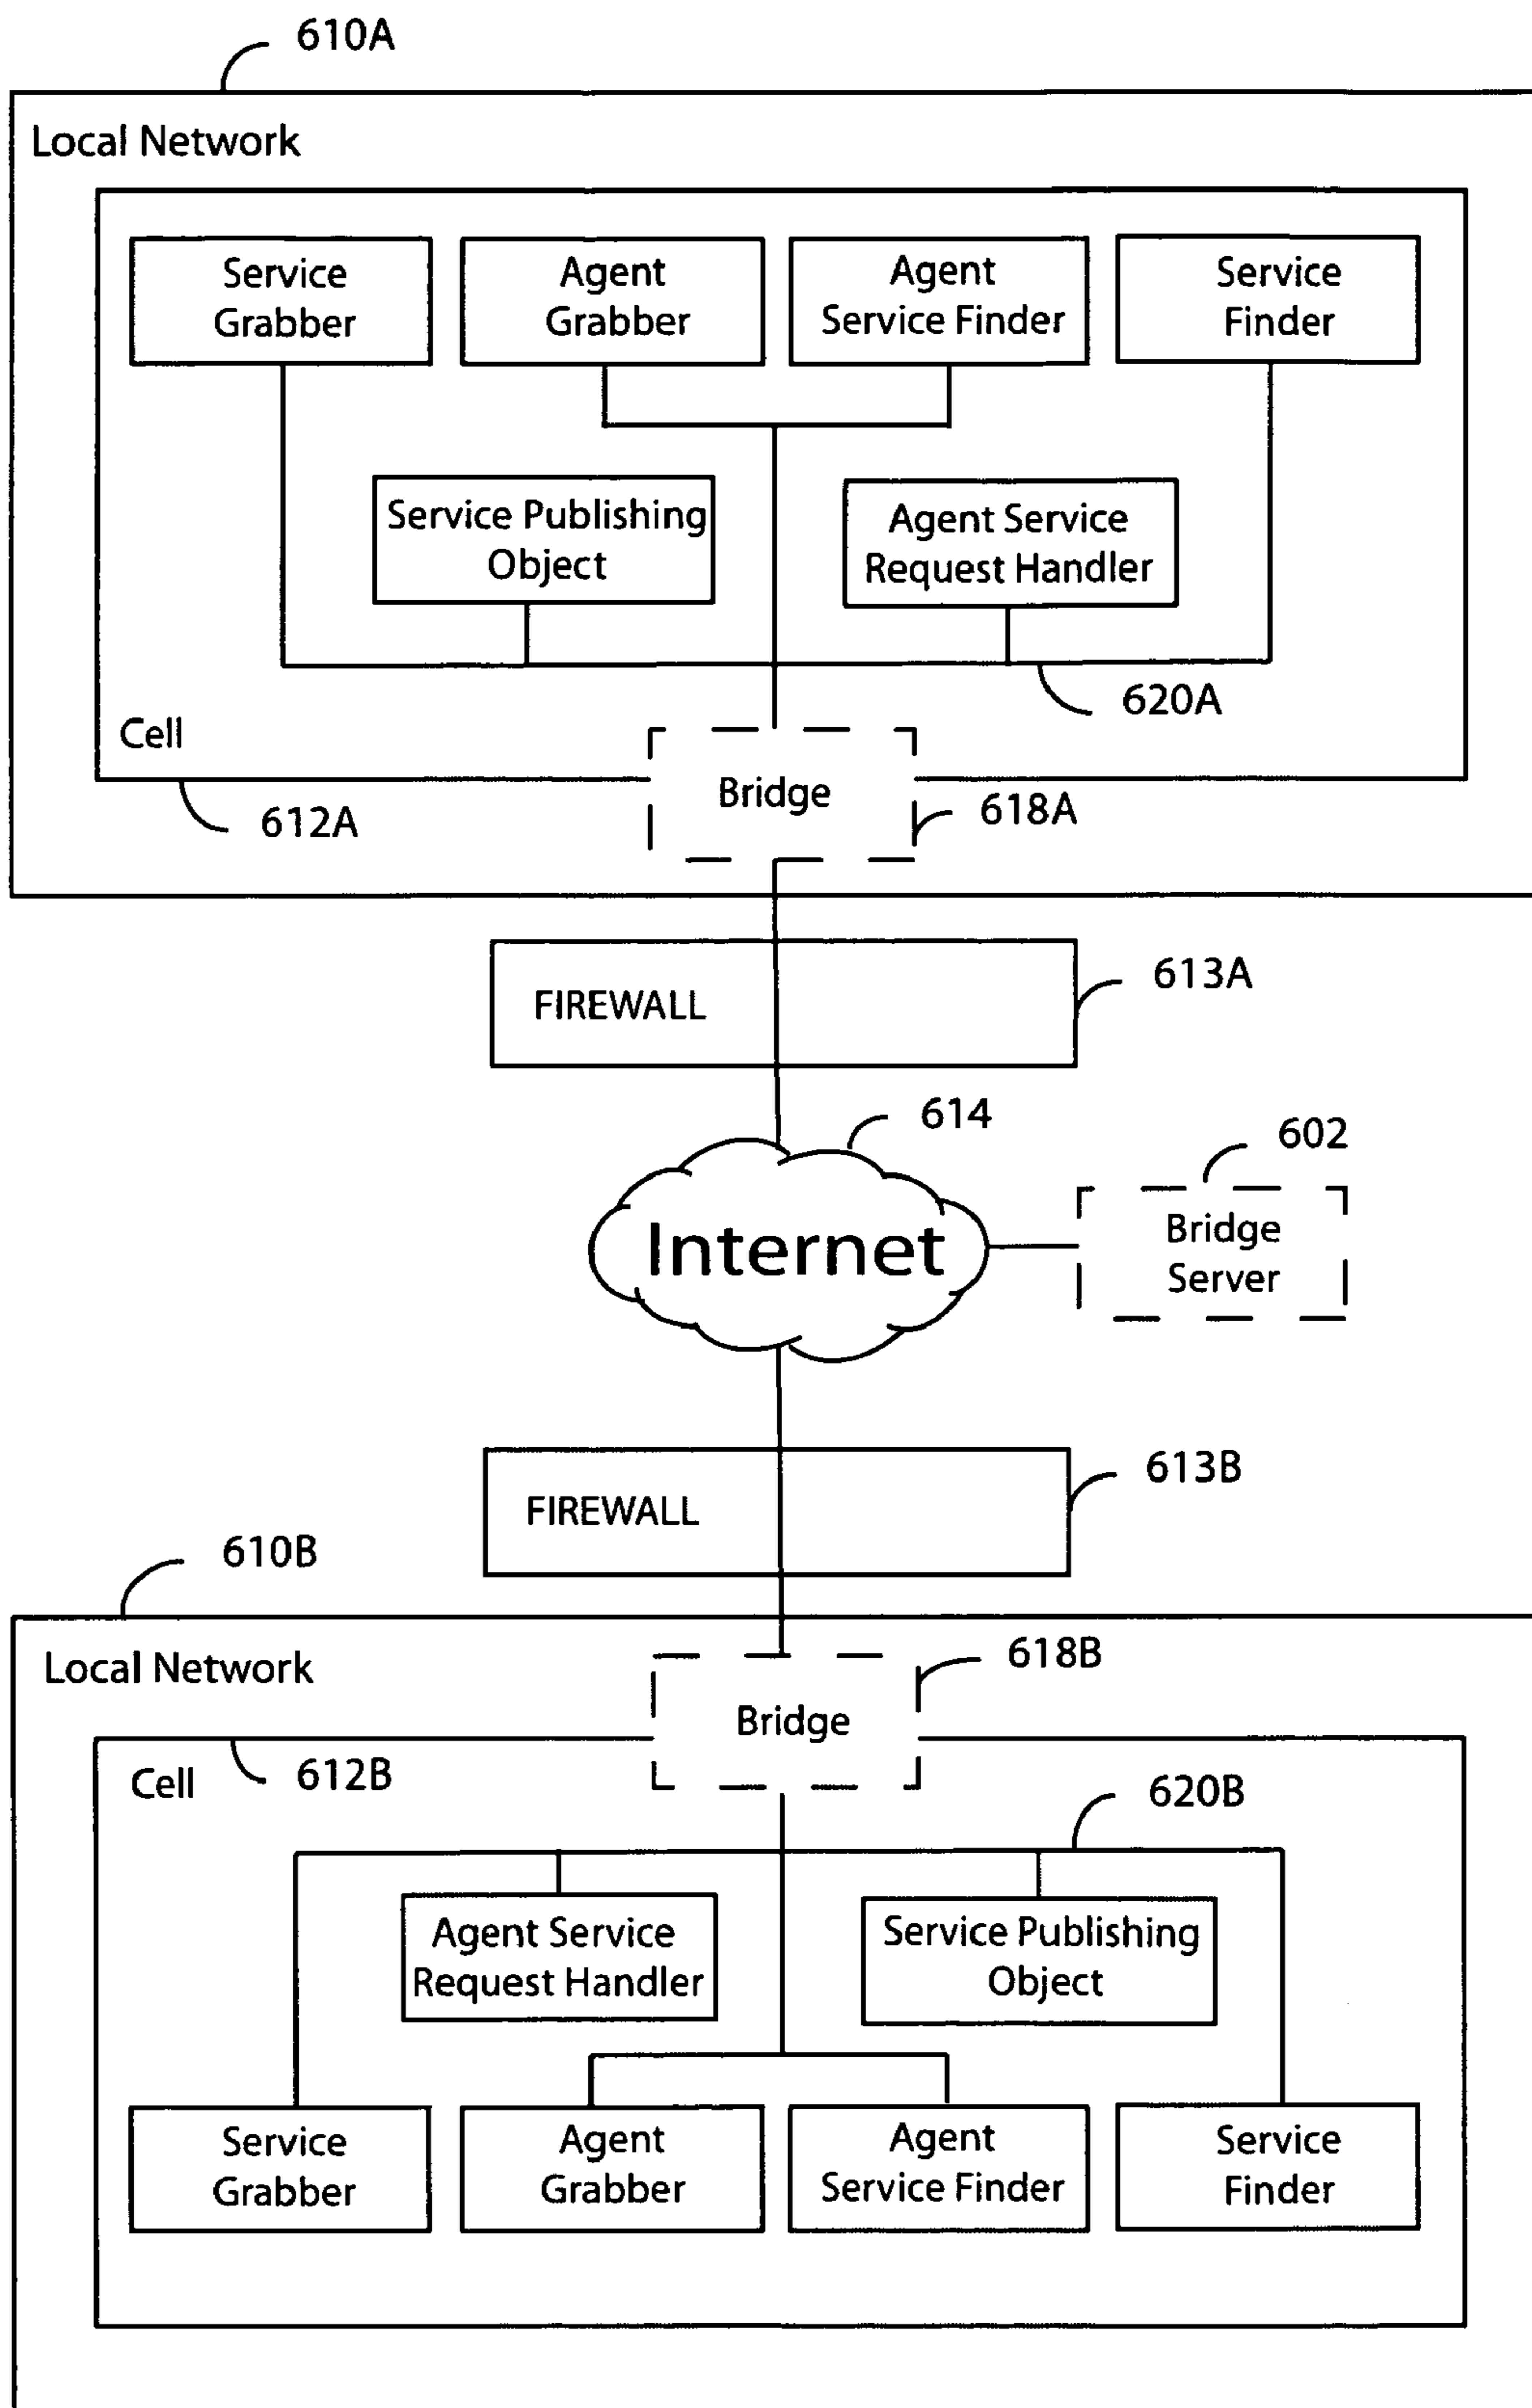 610A
Local Network
Service
Grabber
Agent
Grabber
Agent
Service Finder
Service
Finder
Service Publishing
Object
Agent Service
Request Handler
620A
Cell
Bridge
612A
618A
FIREWALL
613A
614
602
Internet
Bridge
Server
613B
FIREWALL
610B
Local Network
618B
Bridge
Cell
612B
620B
Agent Service
Request Handler
Service Publishing
Object
Service
Grabber
Agent
Grabber
Agent
Service Finder
Service
Finder